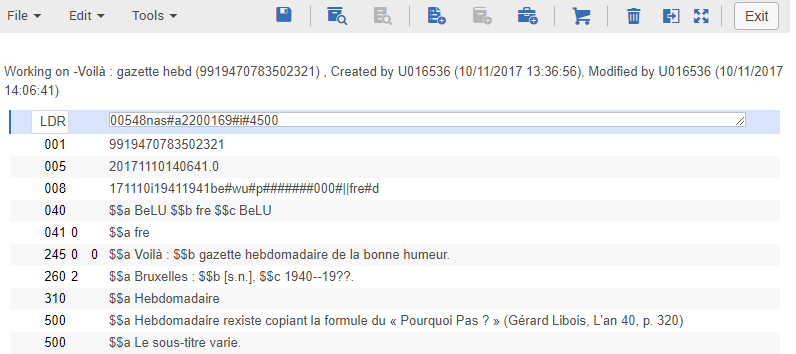 File Edit Tools Exit
Working on -Voilà : gazette hebd (9919470783502321) , Created by U016536 (10/11/2017 13:36:56), Modified by U016536 (10/11/2017
14:06:41)
LDR 00548nas#a2200169#i#4500
001 9919470783502321
005 20171110140641.0
008 171110i19411941be#wu#p#######000#||fre#d
040 $$a BeLU $$b fre $$c BeLU
041 0 $$a fre
245 0 0 $$a Voilà : $$b gazette hebdomadaire de la bonne humeur.
260 2 $$a Bruxelles : $$b [s.n.], $$c 1940--19??.
310 $$a Hebdomadaire
500 $$a Hebdomadaire rexiste copiant la formule du « Pourquoi Pas ? » (Gérard Libois, L'an 40, p. 320)
500 $$a Le sous-titre varie.